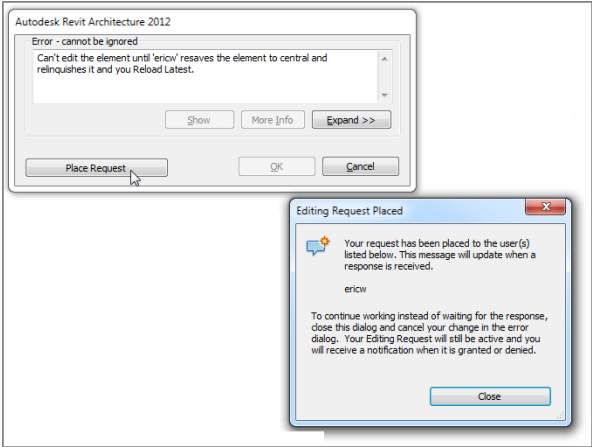 Autodesk Revit Architecture 2012
Error - cannot be ignored
Can't edit the element until 'ericw' resaves the element to central and
relinquishes it and you Reload Latest.
Show
More Info
Expand >>
Place Request
OK
Cancel
Editing Request Placed
Your request has been placed to the user(s)
listed below. This message will update when a
response is received.
ericw
To continue working instead of waiting for the response,
close this dialog and cancel your change in the error
dialog. Your Editing Request will still be active and you
will receive a notification when it is granted or denied.
Close